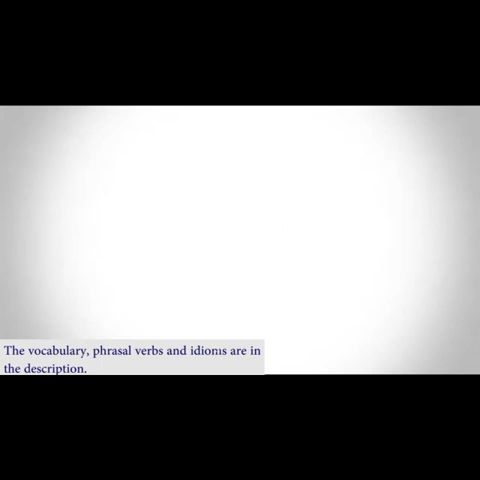 The vocabulary, phrasal verbs and idioms are in
the description.